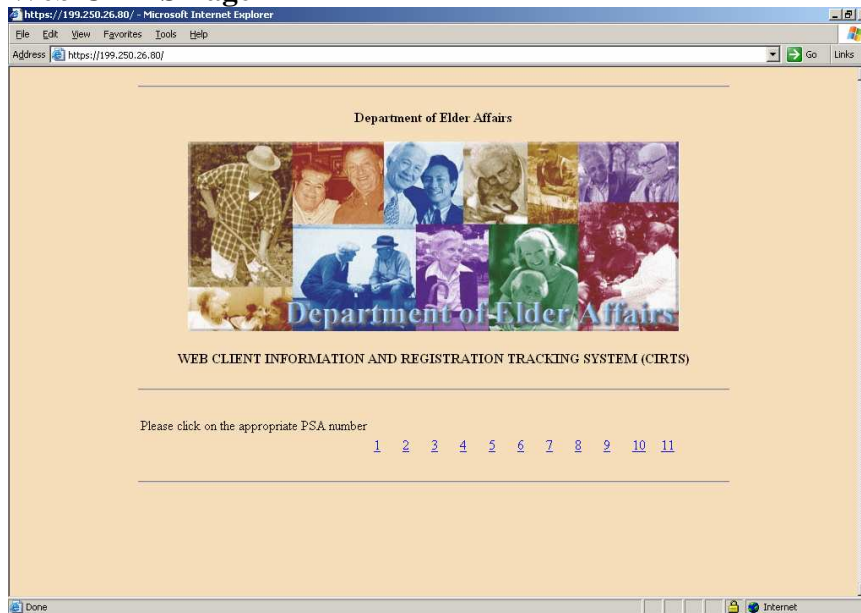 https://199.250.26.80/ - Microsoft Internet Explorer
File Edit View Favorites Tools Help
Address https://199.250.26.80/ Go Links
Department of Elder Affairs
Department of Elder Affairs
WEB CLIENT INFORMATION AND REGISTRATION TRACKING SYSTEM (CIRTS)
Please click on the appropriate PSA number
1 2 3 4 5 6 7 8 9 10 11
Done Internet